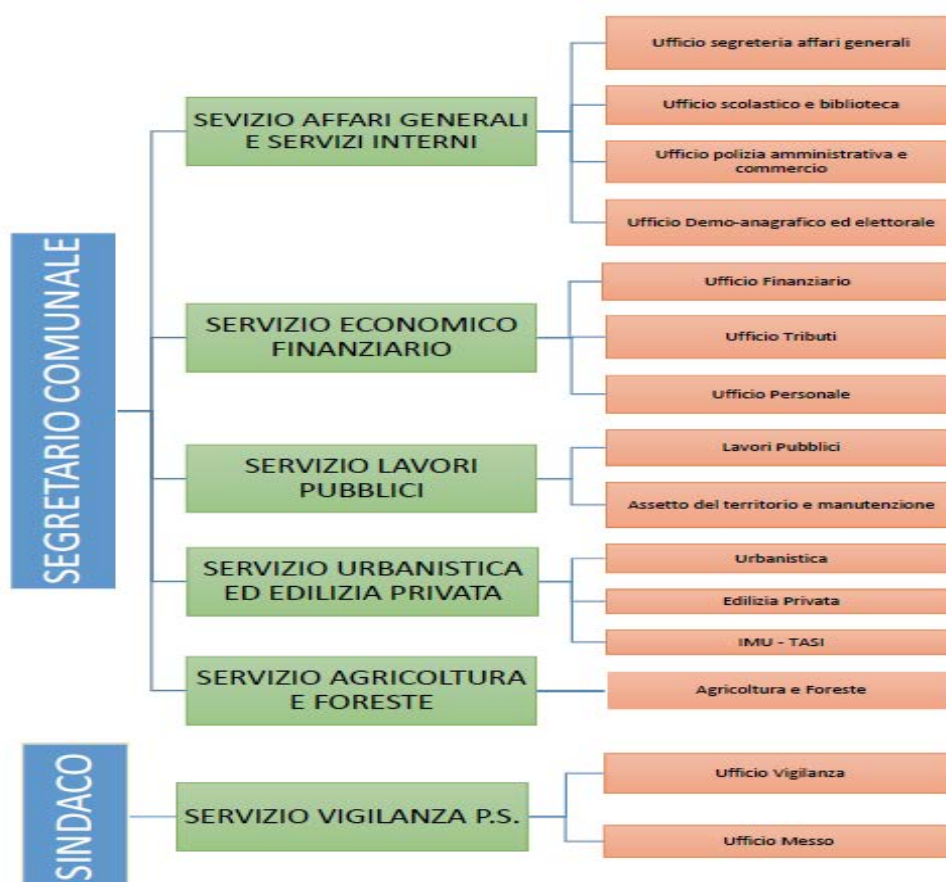 SEGRETARIO COMUNALE
SEVIZIO AFFARI GENERALI
E SERVIZI INTERNI
Ufficio segreteria affari generali
Ufficio scolastico e biblioteca
Ufficio polizia amministrativa e
commercio
Ufficio Demo-anagrafico ed elettorale
SERVIZIO ECONOMICO
FINANZIARIO
Ufficio Finanziario
Ufficio Tributi
Ufficio Personale
SERVIZIO LAVORI
PUBBLICI
Lavori Pubblici
Assetto del territorio e manutenzione
SERVIZIO URBANISTICA
ED EDILIZIA PRIVATA
Urbanistica
Edilizia Privata
IMU - TASI
SERVIZIO AGRICOLTURA
E FORESTE
Agricoltura e Foreste
SINDACO
SERVIZIO VIGILANZA P.S.
Ufficio Vigilanza
Ufficio Messo